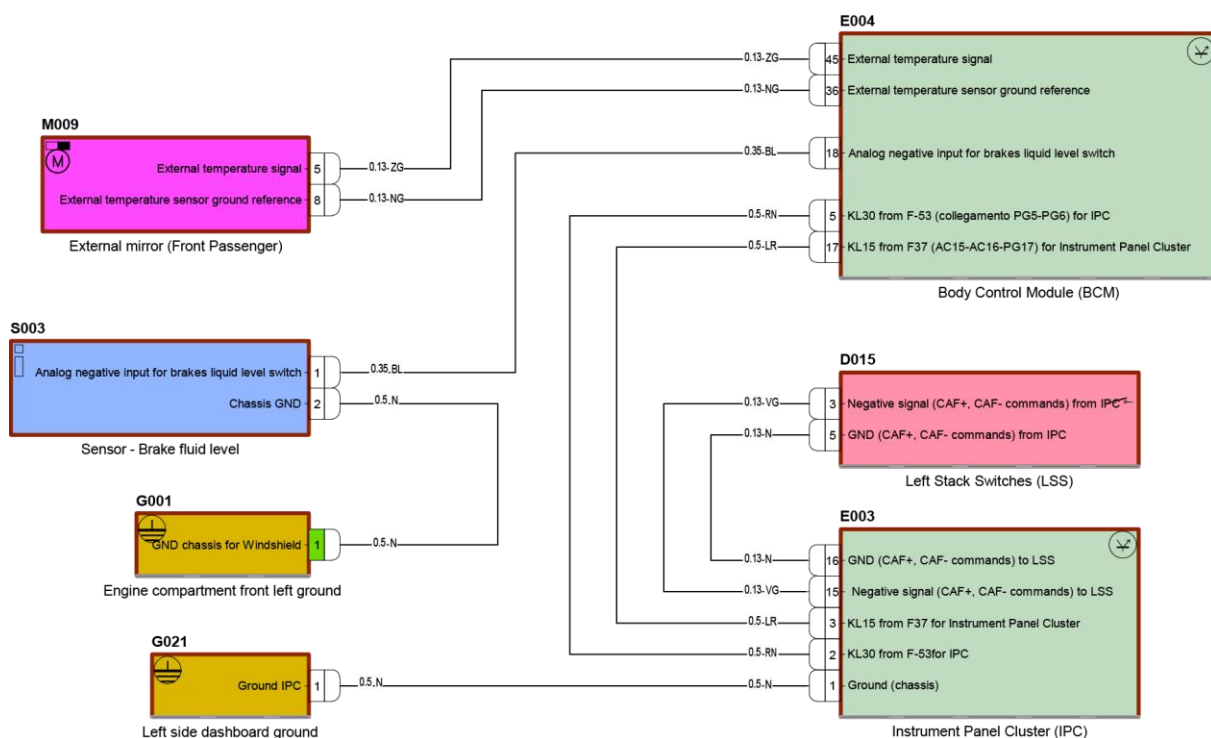 E004
0.13-ZG
45
External temperature signal
0.13-NG
36
External temperature sensor ground reference
M009
M
External temperature signal
5
0.13-ZG
External temperature sensor ground reference
8
0.13-NG
External mirror (Front Passenger)
0.35-BL
18
Analog negative input for brakes liquid level switch
0.5-RN
5
KL30 from F-53 (collegamento PG5-PG6) for IPC
0.5-LR
17
KL15 from F37 (AC15-AC16-PG17) for Instrument Panel Cluster
Body Control Module (BCM)
S003
Analog negative input for brakes liquid level switch
1
0.35,BL
Chassis GND
2
0.5,N
Sensor - Brake fluid level
D015
0.13-VG
3
Negative signal (CAF+, CAF- commands) from IPC
0.13-N
5
GND (CAF+, CAF- commands) from IPC
Left Stack Switches (LSS)
G001
GND chassis for Windshield
1
0.5-N
Engine compartment front left ground
E003
0.13-N
16
GND (CAF+, CAF- commands) to LSS
0.13-VG
15
Negative signal (CAF+, CAF- commands) to LSS
0.5-LR
3
KL15 from F37 for Instrument Panel Cluster
0.5-RN
2
KL30 from F-53for IPC
G021
Ground IPC
1
0.5,N
0.5-N
1
Ground (chassis)
Left side dashboard ground
Instrument Panel Cluster (IPC)